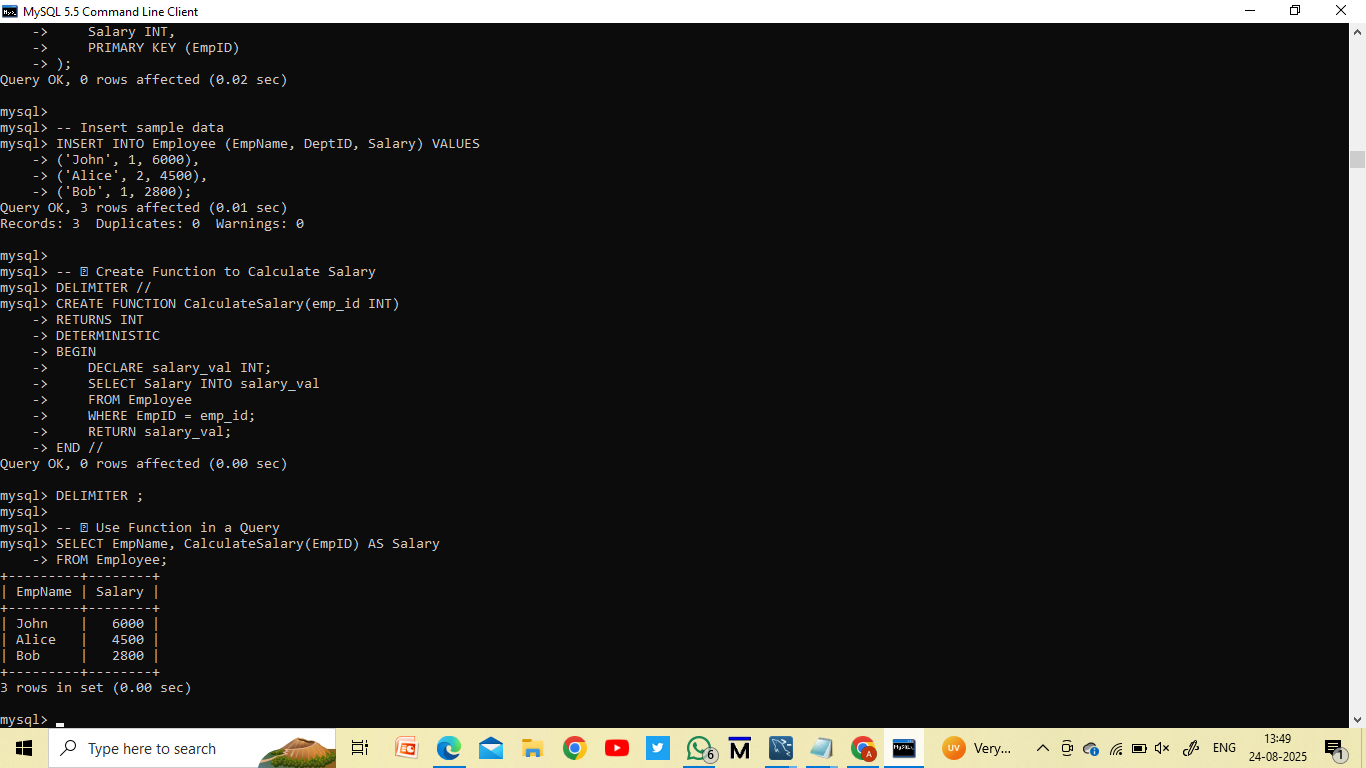 MySQL 5.5 Command Line Client
    ->     Salary INT,
    ->     PRIMARY KEY (EmpID)
    -> );
Query OK, 0 rows affected (0.02 sec)
mysql>
mysql> -- Insert sample data
mysql> INSERT INTO Employee (EmpName, DeptID, Salary) VALUES
    -> ('John', 1, 6000),
    -> ('Alice', 2, 4500),
    -> ('Bob', 1, 2800);
Query OK, 3 rows affected (0.01 sec)
Records: 3  Duplicates: 0  Warnings: 0
mysql>
mysql> -- Create Function to Calculate Salary
mysql> DELIMITER //
mysql> CREATE FUNCTION CalculateSalary(emp_id INT)
    -> RETURNS INT
    -> DETERMINISTIC
    -> BEGIN
    ->     DECLARE salary_val INT;
    ->     SELECT Salary INTO salary_val
    ->     FROM Employee
    ->     WHERE EmpID = emp_id;
    ->     RETURN salary_val;
    -> END //
Query OK, 0 rows affected (0.00 sec)
mysql> DELIMITER ;
mysql>
mysql> -- Use Function in a Query
mysql> SELECT EmpName, CalculateSalary(EmpID) AS Salary
    -> FROM Employee;
+---------+--------+
| EmpName | Salary |
+---------+--------+
| John    |   6000 |
| Alice   |   4500 |
| Bob     |   2800 |
+---------+--------+
3 rows in set (0.00 sec)
mysql> _
Type here to search
6
M
A
MySQL
UV
Very...
ENG
13:49
24-08-2025
1